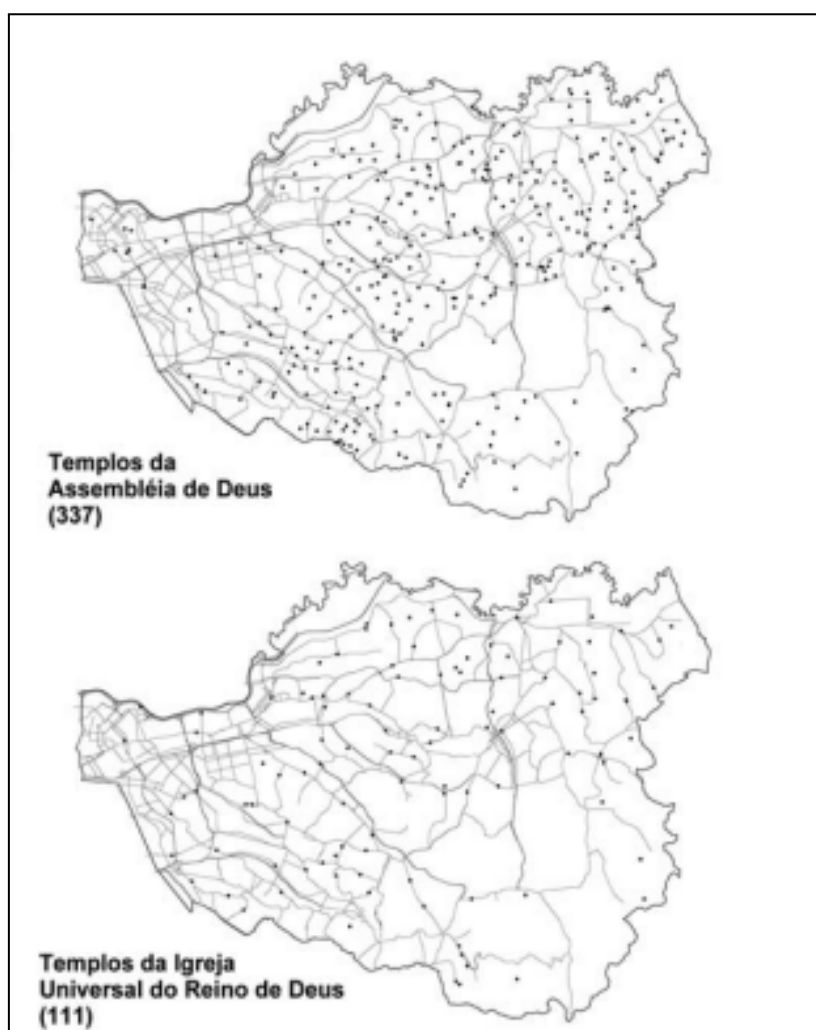 Templos da
Assembléia de Deus
(337)
Templos da Igreja
Universal do Reino de Deus
(111)